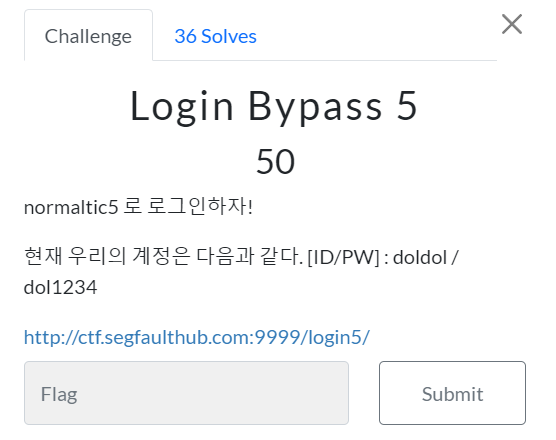 Challenge
36 Solves
Login Bypass 5
50
normaltic5 로 로그인하자!
현재 우리의 계정은 다음과 같다. [ID/PW] : doldol /
dol1234
http://ctf.segfaulthub.com:9999/login5/
Flag
Submit